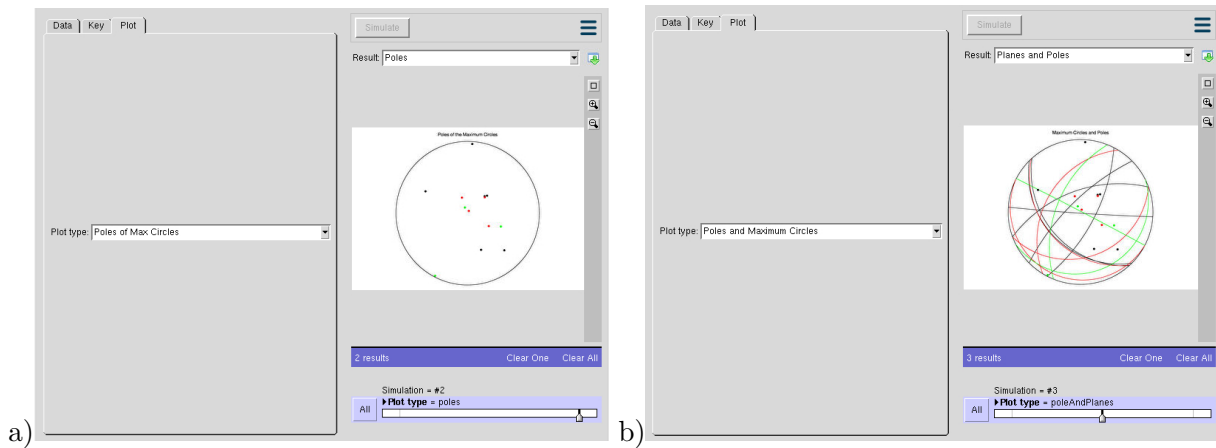 Data Key Plot
Simulate
Result: Poles
Poles of the Maximum Circles
Plot type: Poles of Max Circles
2 results Clear One Clear All
Simulation = #2
All
Plot type = poles
a)
Data Key Plot
Simulate
Result: Planes and Poles
Maximum Circles and Poles
Plot type: Poles and Maximum Circles
3 results Clear One Clear All
Simulation = #3
All
Plot type = poleAndPlanes
b)